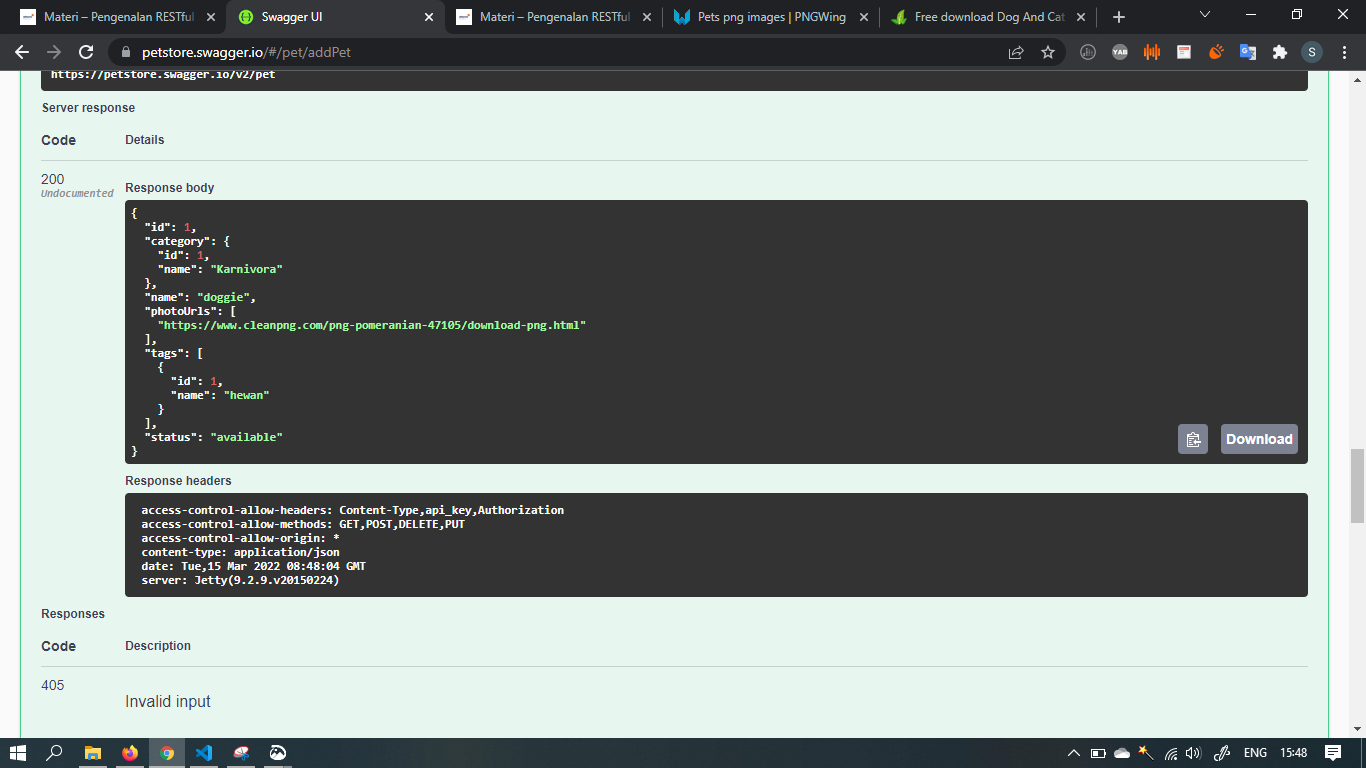 Materi – Pengenalan RESTful
Swagger UI
Materi – Pengenalan RESTful
Pets png images | PNGWing
Free download Dog And Cat
petstore.swagger.io/#/pet/addPet
YAB
S
https://petstore.swagger.io/v2/pet
Server response
Code Details
200
Undocumented
Response body
{
"id": 1,
"category": {
"id": 1,
"name": "Karnivora"
},
"name": "doggie",
"photoUrls": [
"https://www.cleanpng.com/png-pomeranian-47105/download-png.html"
],
"tags": [
{
"id": 1,
"name": "hewan"
}
],
"status": "available"
}
Download
Response headers
access-control-allow-headers: Content-Type,api_key,Authorization
access-control-allow-methods: GET,POST,DELETE,PUT
access-control-allow-origin: *
content-type: application/json
date: Tue,15 Mar 2022 08:48:04 GMT
server: Jetty(9.2.9.v20150224)
Responses
Code Description
405
Invalid input
ENG 15:48